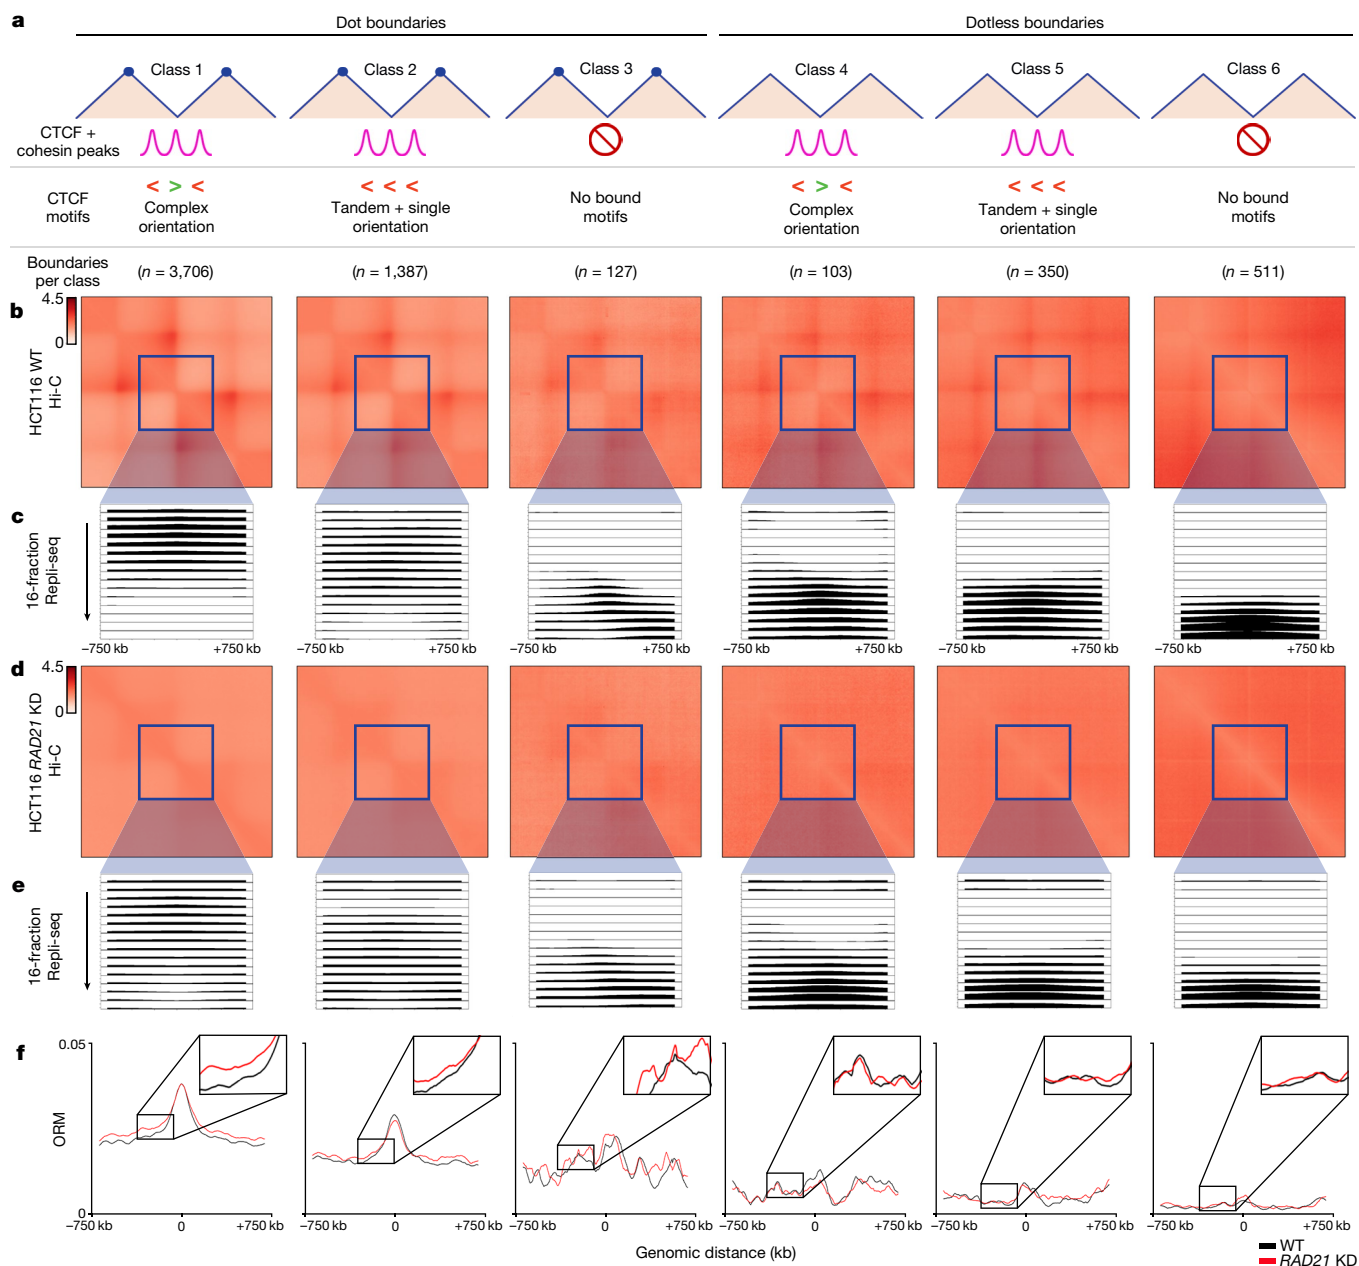 a
Dot boundaries
Dotless boundaries
Class 1
Class 2
Class 3
Class 4
Class 5
Class 6
CTCF +
cohesin peaks
CTCF
motifs
< > <
Complex
orientation
< < <
Tandem + single
orientation
No bound
motifs
< > <
Complex
orientation
< < <
Tandem + single
orientation
No bound
motifs
Boundaries
per class
(n = 3,706)
(n = 1,387)
(n = 127)
(n = 103)
(n = 350)
(n = 511)
b
4.5
0
HCT116 WT
Hi-C
c
16-fraction
Repli-seq
−750 kb
+750 kb
−750 kb
+750 kb
−750 kb
+750 kb
−750 kb
+750 kb
−750 kb
+750 kb
−750 kb
+750 kb
d
4.5
0
HCT116 RAD21 KD
Hi-C
e
16-fraction
Repli-seq
f
0.05
ORM
0
−750 kb
0
+750 kb
−750 kb
0
+750 kb
−750 kb
0
+750 kb
−750 kb
0
+750 kb
−750 kb
0
+750 kb
−750 kb
0
+750 kb
Genomic distance (kb)
WT
RAD21 KD